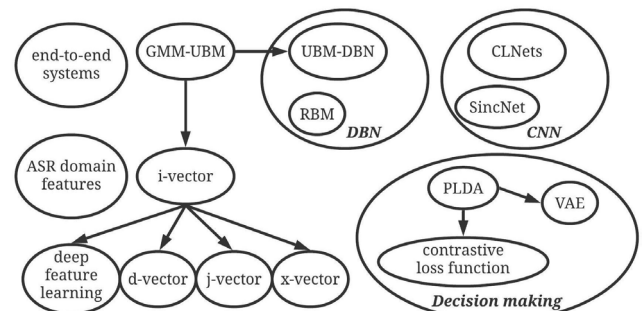 end-to-end
systems
GMM-UBM
UBM-DBN
RBM
DBN
CLNets
SincNet
CNN
ASR domain
features
i-vector
PLDA
VAE
contrastive
loss function
Decision making
deep
feature
learning
d-vector
j-vector
x-vector